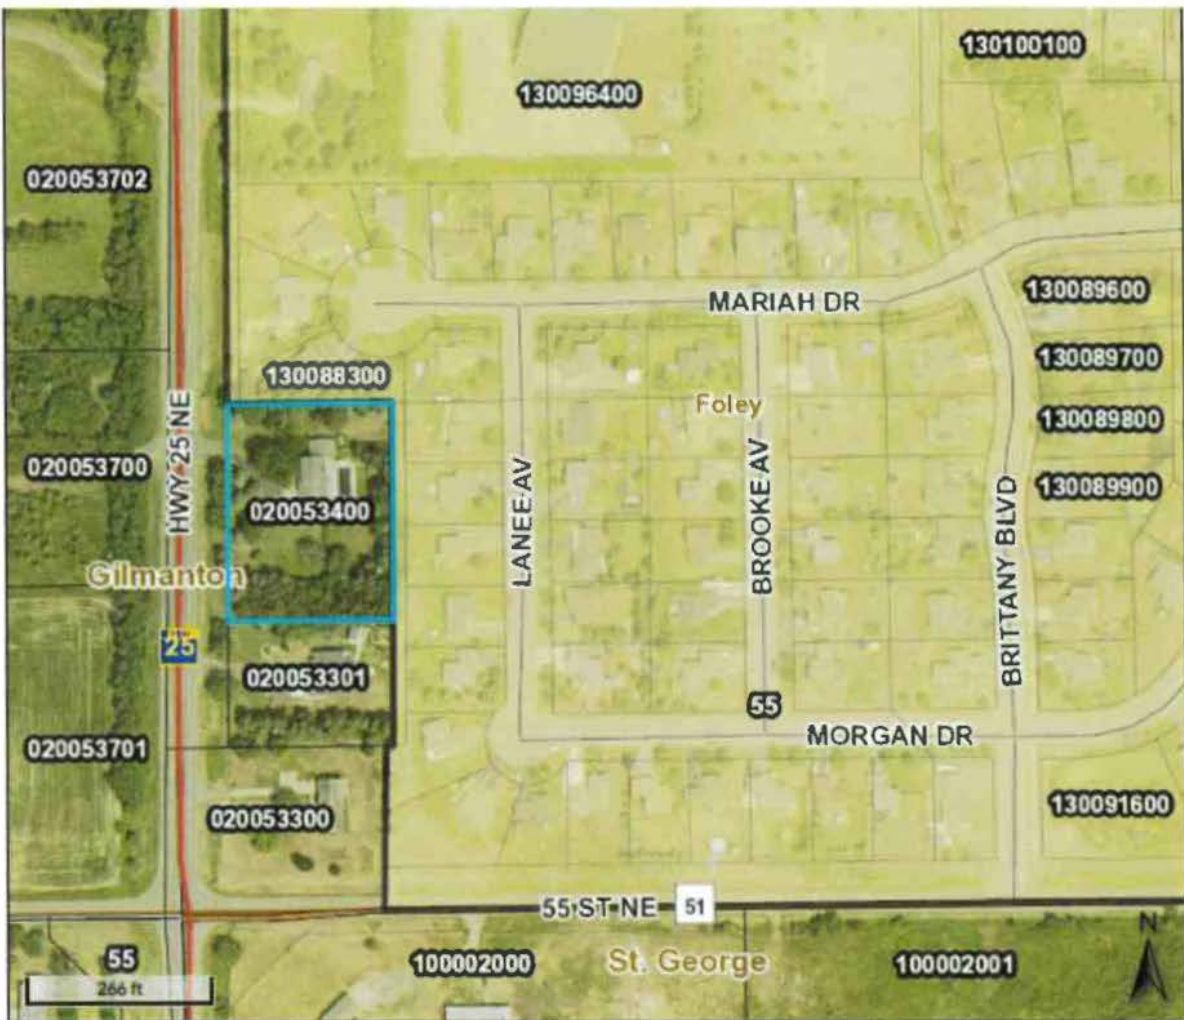 130100100
130096400
020053702
130089600
MARIAH DR
130089700
130088300
Foley
130089800
HWY 25 NE
020053700
130089900
020053400
LANEE AV
BROOKE AV
BRITTANY BLVD
Gilmanton
25
020053301
55
MORGAN DR
020053701
130091600
020053300
55 ST NE
51
N
55
100002000
St. George
100002001
266 ft